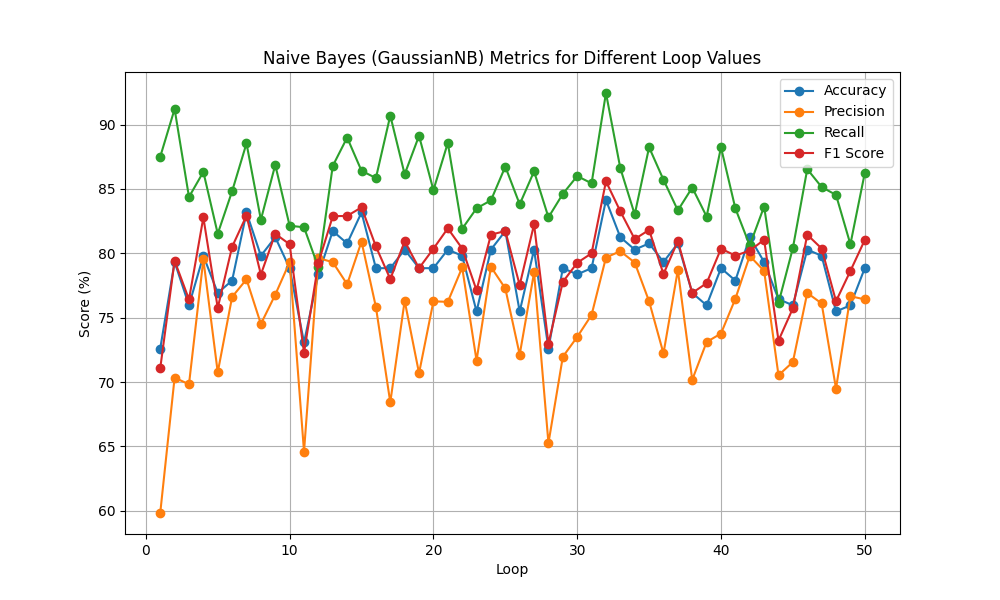 Naive Bayes (GaussianNB) Metrics for Different Loop Values
Accuracy
Precision
Recall
F1 Score
90
85
80
75
70
65
60
Score (%)
0 10 20 30 40 50
Loop